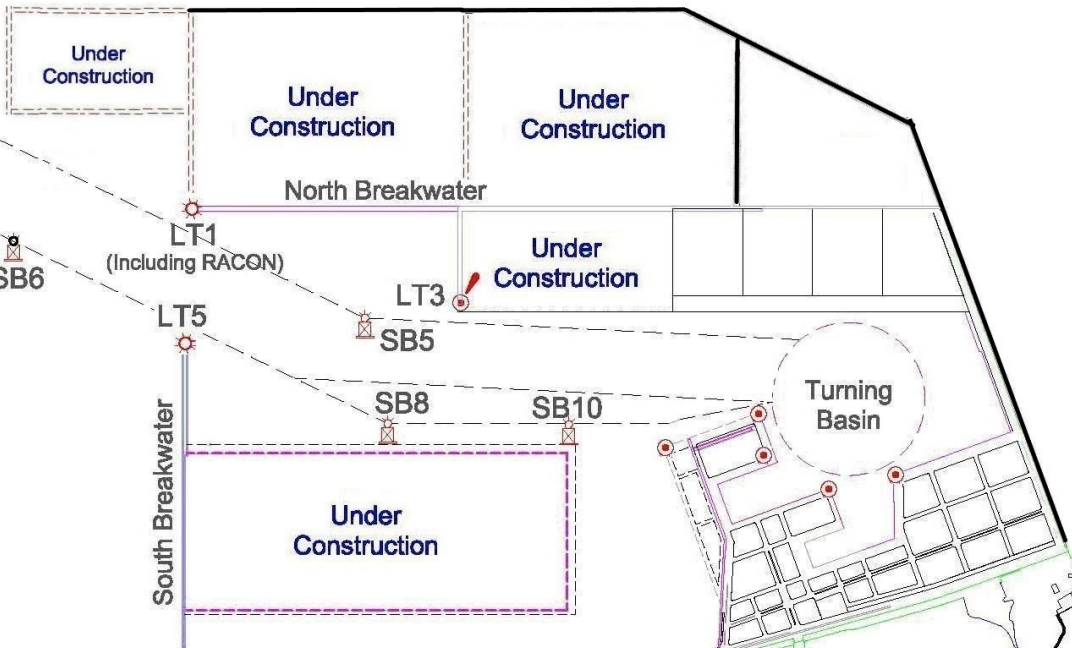 Under
Construction
Under
Construction
Under
Construction
North Breakwater
LT1
(Including RACON)
Under
Construction
SB6
LT3
LT5
SB5
Turning
Basin
SB8
SB10
South Breakwater
Under
Construction